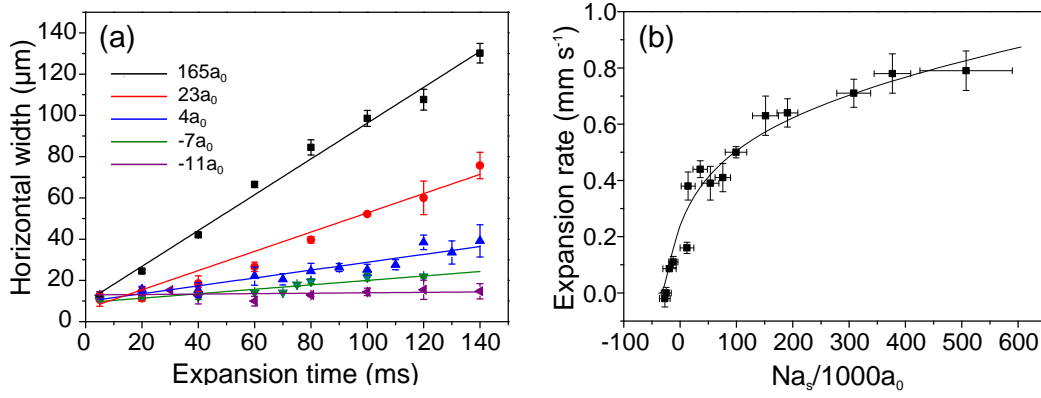 (a)
165a₀
23a₀
4a₀
-7a₀
-11a₀
Horizontal width (μm)
140
120
100
80
60
40
20
0
0 20 40 60 80 100 120 140
Expansion time (ms)
(b)
Expansion rate (mm s⁻¹)
1.0
0.8
0.6
0.4
0.2
0.0
-100 0 100 200 300 400 500 600
Naₛ/1000a₀